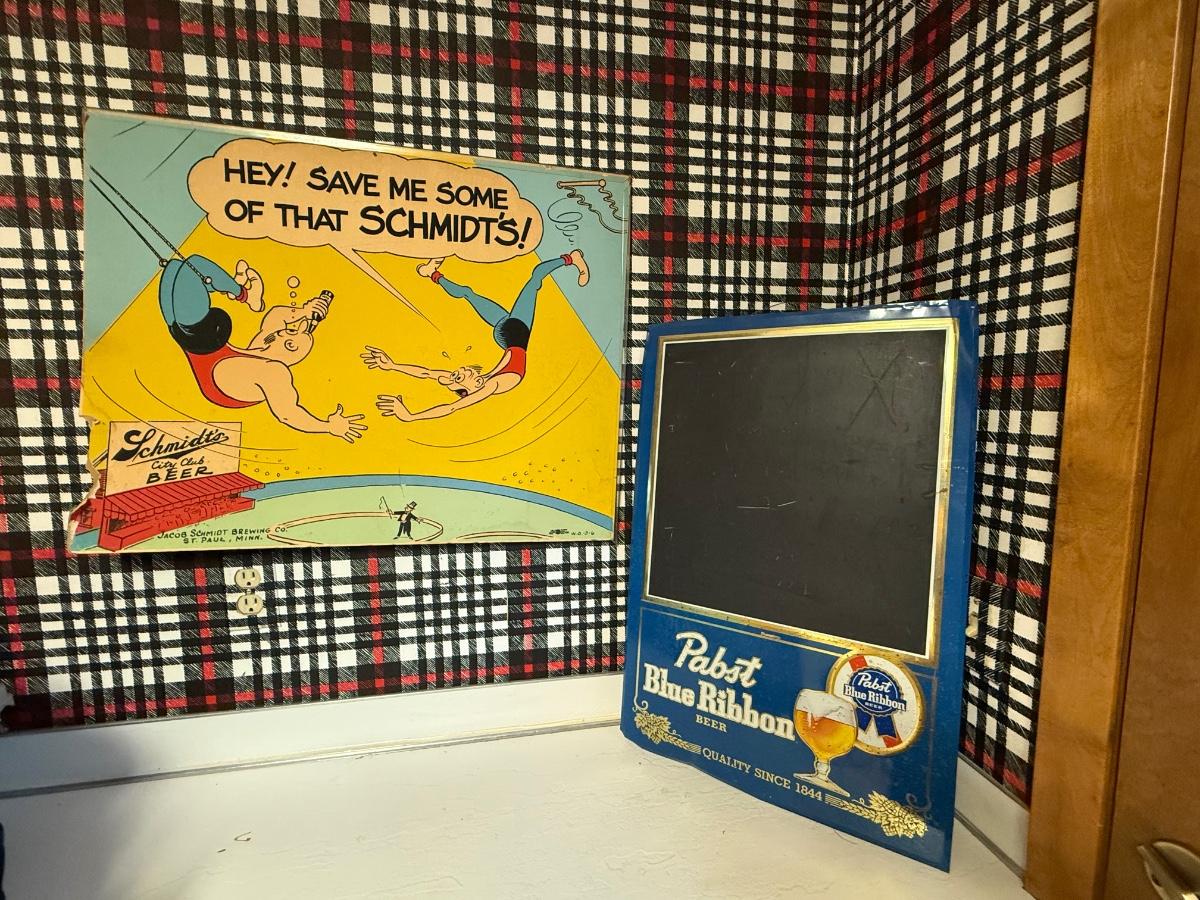 HEY! SAVE ME SOME
OF THAT SCHMIDT'S!
Schmidt's
City Club
BEER
JACOB SCHMIDT BREWING CO.
ST. PAUL, MINN.
Pabst
Blue Ribbon
BEER
QUALITY SINCE 1844
Pabst
Blue Ribbon
BEER